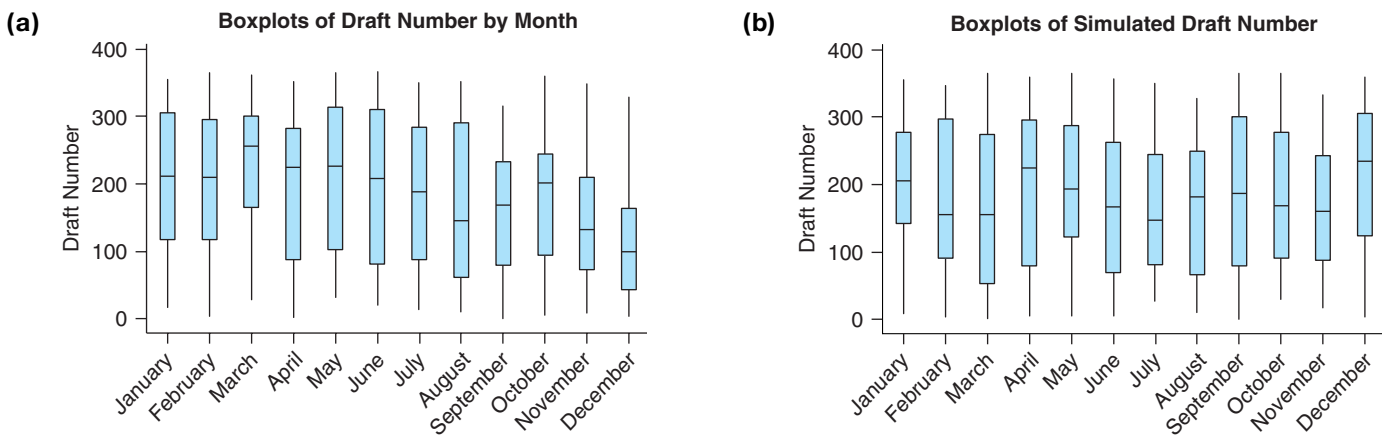 (a)
Boxplots of Draft Number by Month
Draft Number
400
300
200
100
0
January
February
March
April
May
June
July
August
September
October
November
December
(b)
Boxplots of Simulated Draft Number
Draft Number
400
300
200
100
0
January
February
March
April
May
June
July
August
September
October
November
December